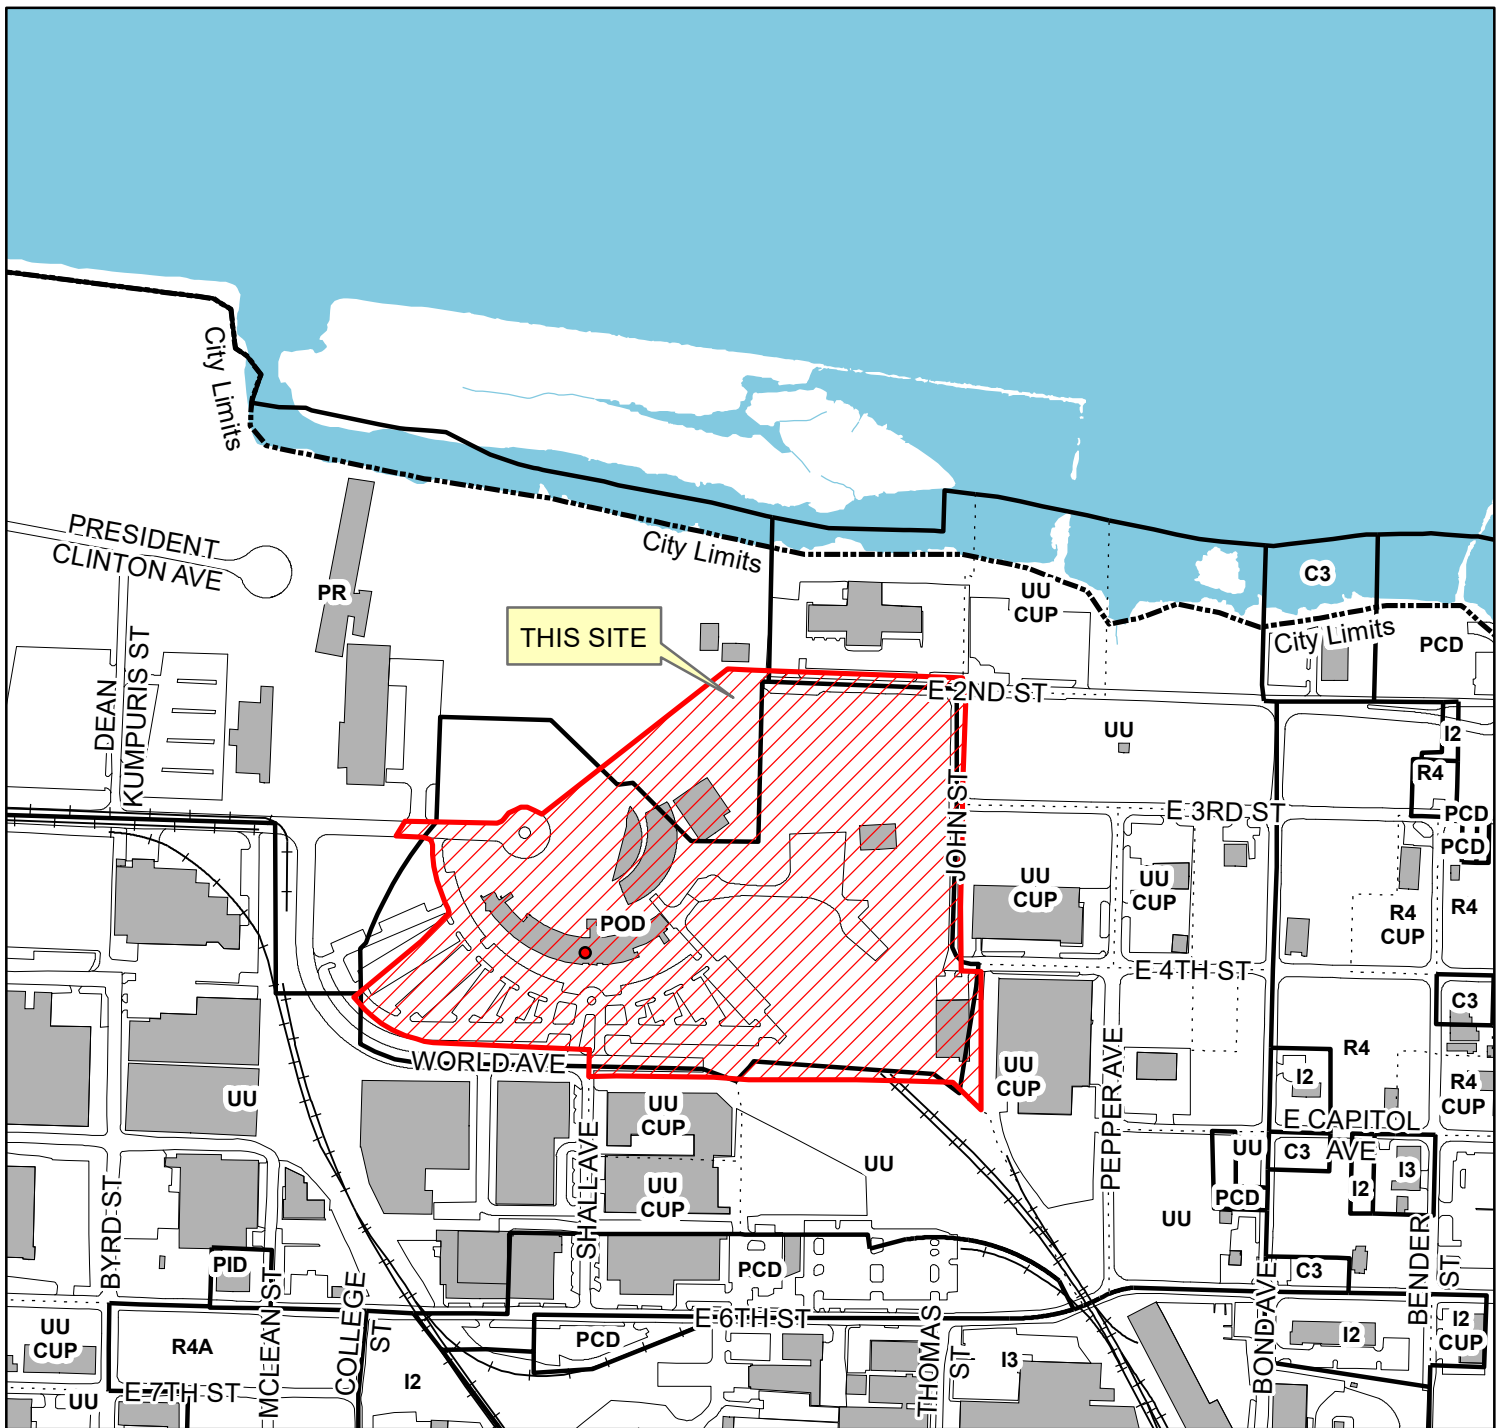 City Limits
City Limits
PRESIDENT
CLINTON AVE
PR
UU
CUP
C3
City Limits
PCD
THIS SITE
DEAN
KUMPURIS ST
E 2ND ST
UU
I2
R4
JOHN ST
E 3RD ST
PCD
PCD
UU
CUP
UU
CUP
R4
CUP
R4
POD
E 4TH ST
C3
R4
WORLD AVE
UU
CUP
PEPPER AVE
I2
R4
CUP
UU
UU
CUP
E CAPITOL
AVE
UU
C3
I3
I2
UU
UU
CUP
PCD
UU
BYRD ST
SHALL AVE
PID
PCD
C3
MCLEAN ST
COLLEGE
ST
BOND AVE
BENDER
ST
E 6TH ST
UU
CUP
R4A
PCD
THOMAS
ST
I3
I2
I2
CUP
E 7TH ST
UU
I2